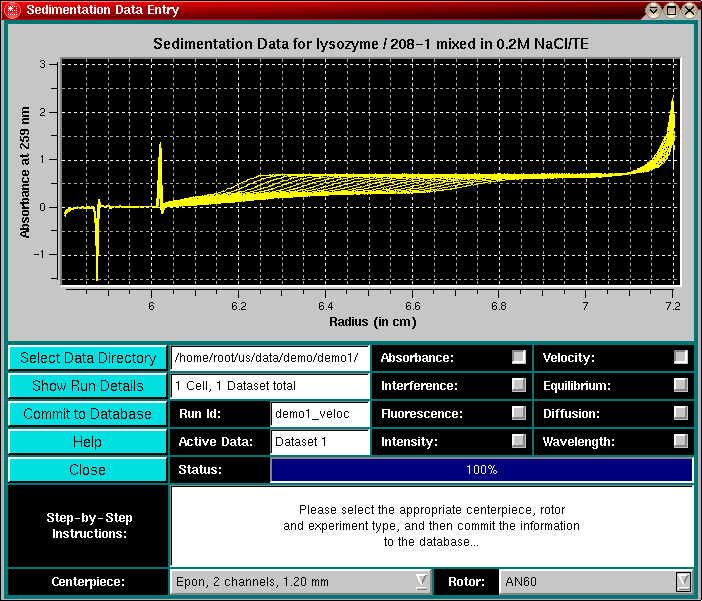 Sedimentation Data Entry
Sedimentation Data for lysozyme / 208-1 mixed in 0.2M NaCl/TE
Absorbance at 259 nm
3
2
1
0
-1
6 6.2 6.4 6.6 6.8 7 7.2
Radius (in cm)
Select Data Directory /home/root/us/data/demo/demo1/ Absorbance: Velocity:
Show Run Details 1 Cell, 1 Dataset total Interference: Equilibrium:
Commit to Database Run Id: demo1_veloc Fluorescence: Diffusion:
Help Active Data: Dataset 1 Intensity: Wavelength:
Close Status: 100%
Step-by-Step
Instructions:
Please select the appropriate centerpiece, rotor
and experiment type, and then commit the information
to the database...
Centerpiece: Epon, 2 channels, 1.20 mm Rotor: AN60